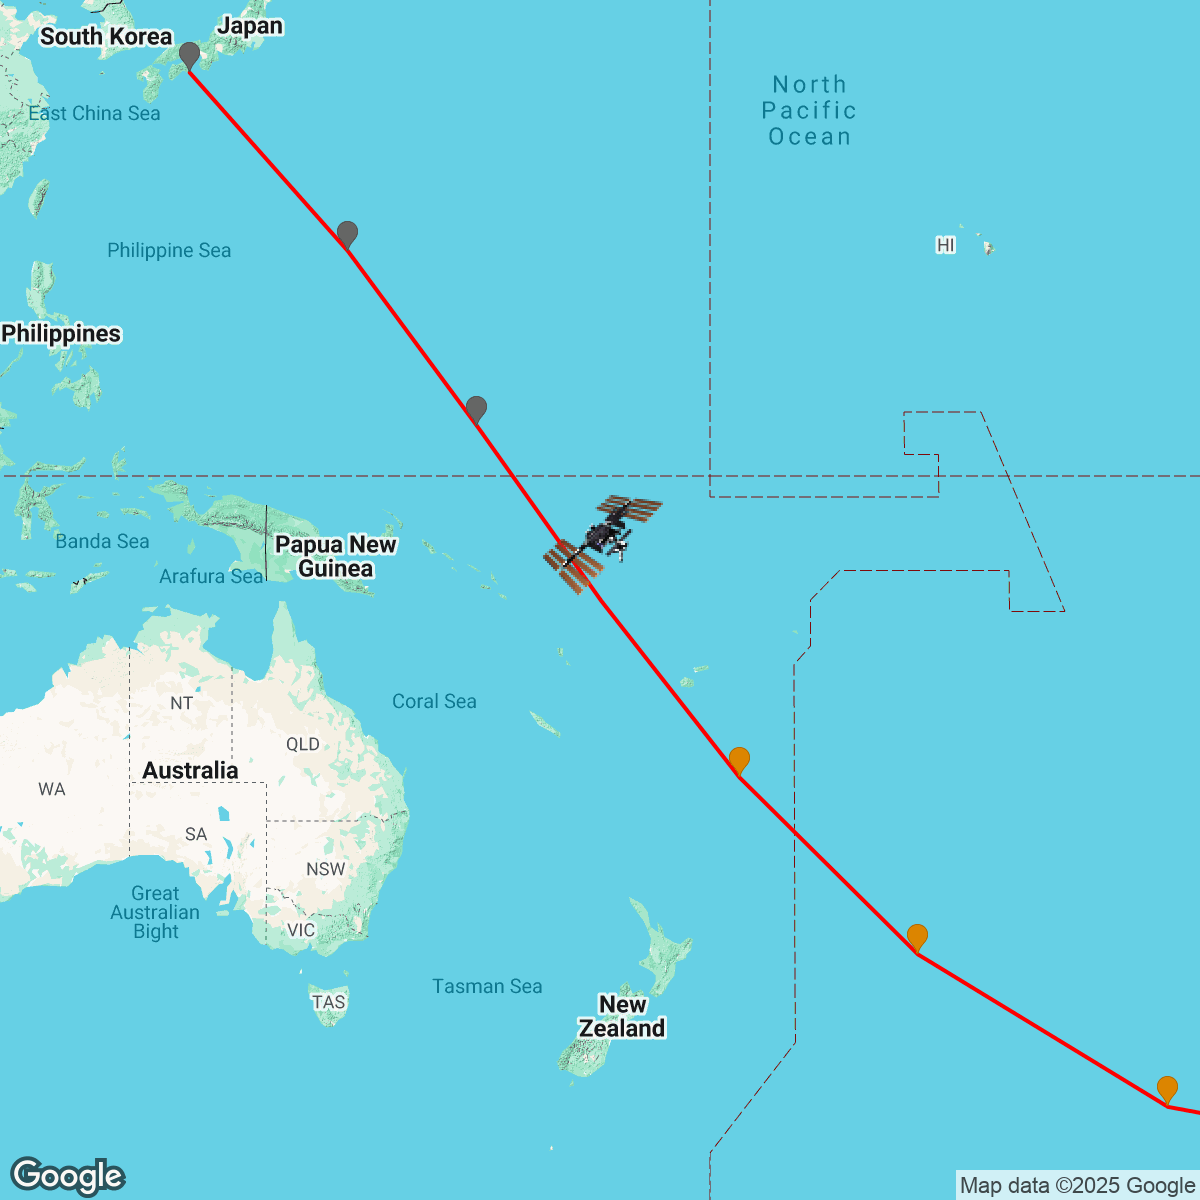 Japan
South Korea
North
Pacific
Ocean
East China Sea
Philippine Sea
HI
Philippines
Banda Sea
Papua New
Guinea
Arafura Sea
NT
Coral Sea
QLD
Australia
WA
SA
NSW
Great
Australian
Bight
VIC
Tasman Sea
TAS
New
Zealand
Google
Map data ©2025 Google